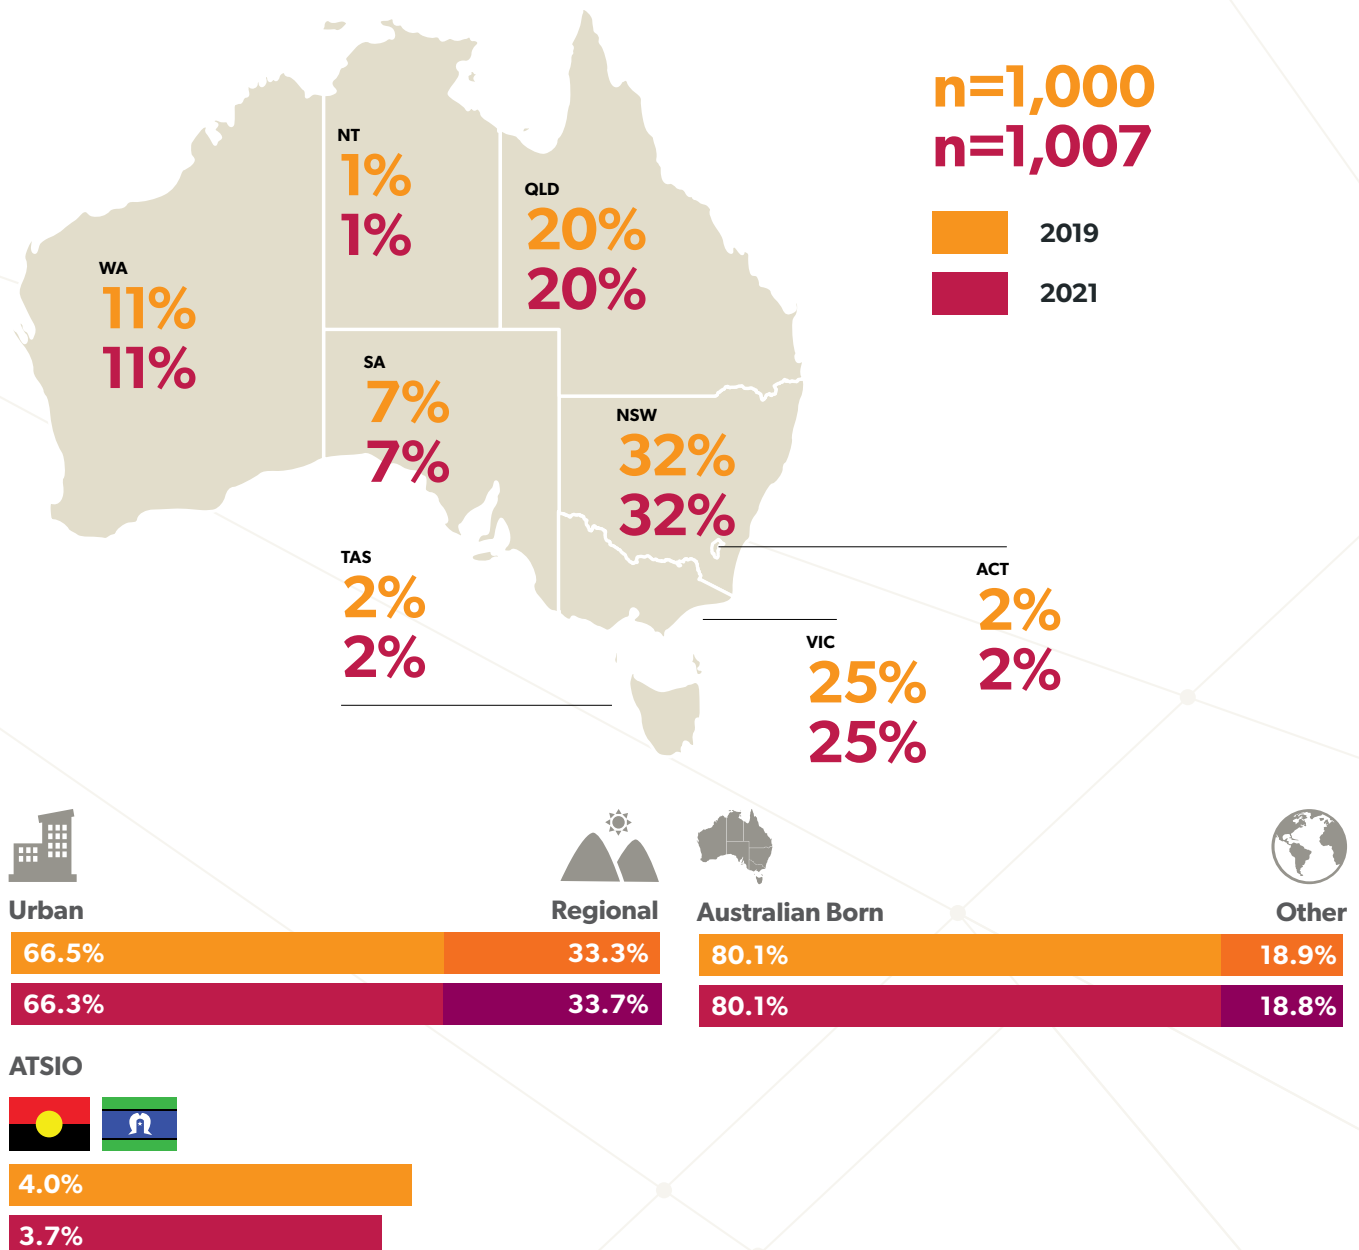 n=1,000
n=1,007
2019
2021
NT
1%
1%
QLD
20%
20%
WA
11%
11%
SA
7%
7%
NSW
32%
32%
TAS
2%
2%
ACT
2%
2%
VIC
25%
25%
Urban Regional
66.5% 33.3%
66.3% 33.7%
Australian Born Other
80.1% 18.9%
80.1% 18.8%
ATSIO
4.0%
3.7%